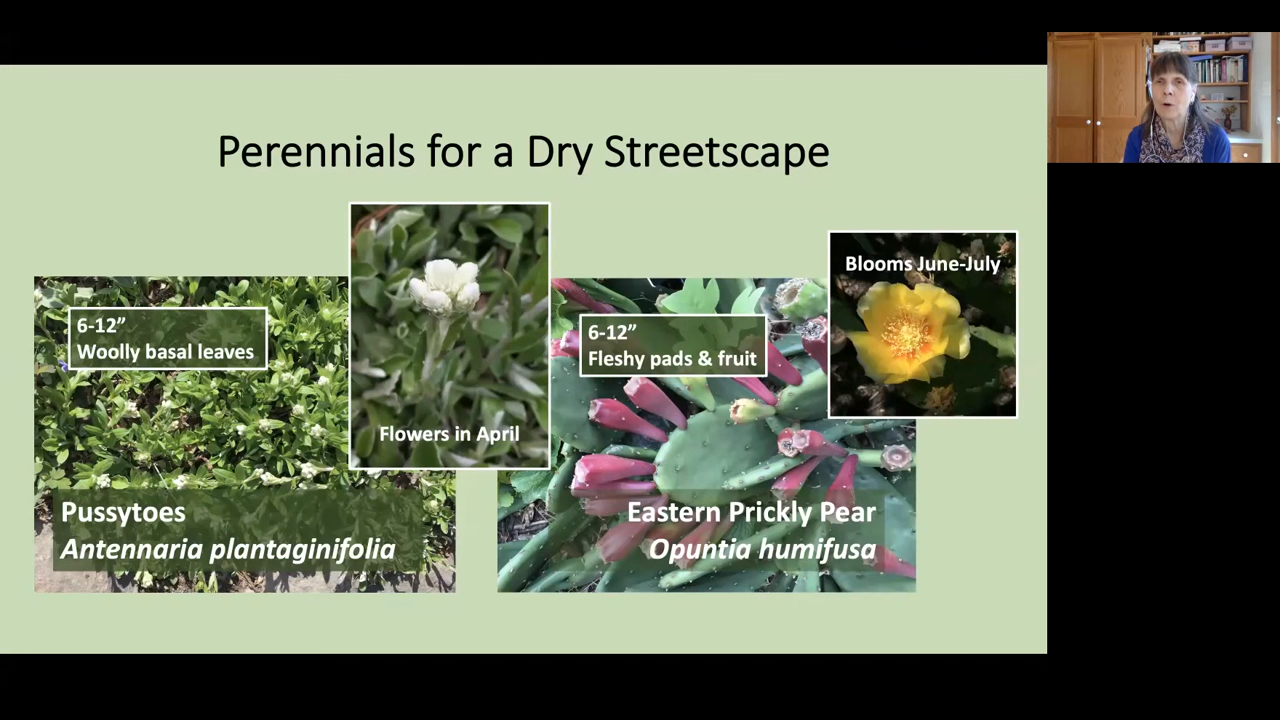 Perennials for a Dry Streetscape
6-12”
Woolly basal leaves
Flowers in April
Pussytoes
Antennaria plantaginifolia
6-12”
Fleshy pads & fruit
Blooms June-July
Eastern Prickly Pear
Opuntia humifusa